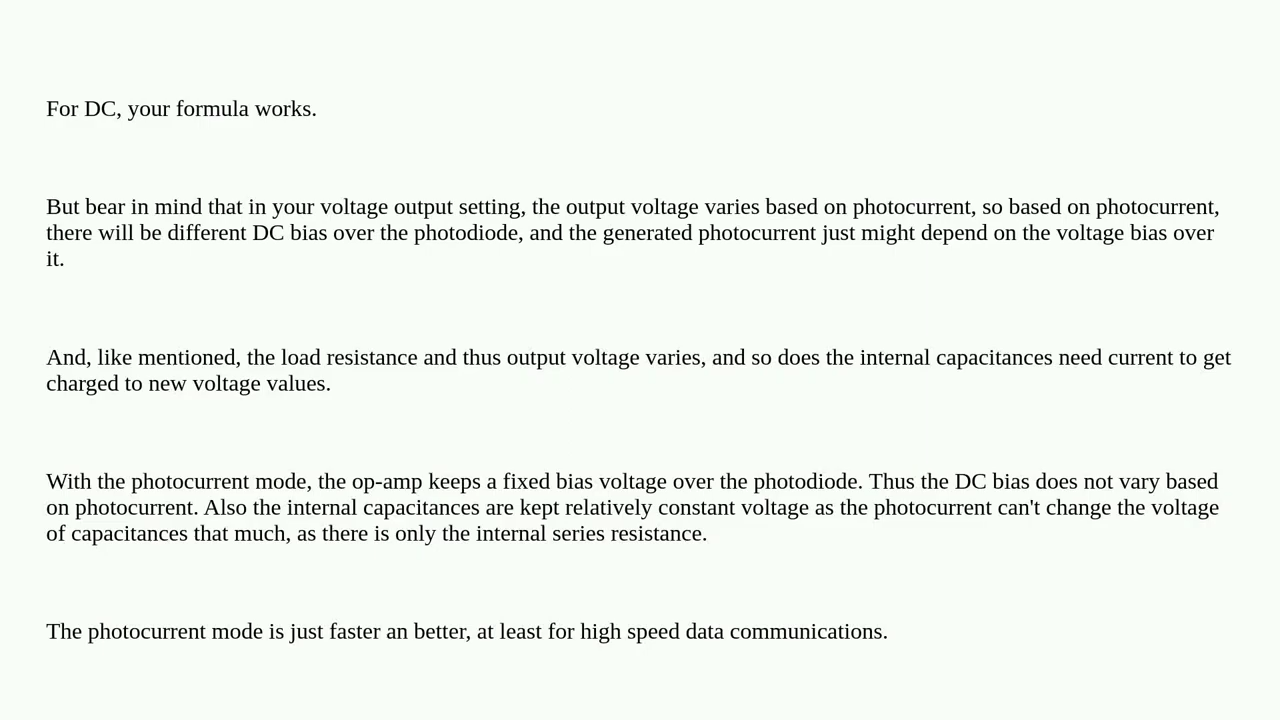 For DC, your formula works.
But bear in mind that in your voltage output setting, the output voltage varies based on photocurrent, so based on photocurrent,
there will be different DC bias over the photodiode, and the generated photocurrent just might depend on the voltage bias over
it.
And, like mentioned, the load resistance and thus output voltage varies, and so does the internal capacitances need current to get
charged to new voltage values.
With the photocurrent mode, the op-amp keeps a fixed bias voltage over the photodiode. Thus the DC bias does not vary based
on photocurrent. Also the internal capacitances are kept relatively constant voltage as the photocurrent can't change the voltage
of capacitances that much, as there is only the internal series resistance.
The photocurrent mode is just faster an better, at least for high speed data communications.